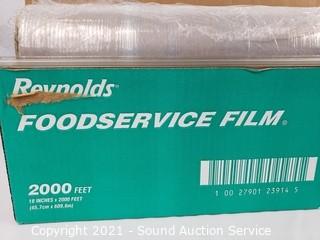 Reynolds®
FOODSERVICE FILM®
2000 FEET
18 INCHES x 2000 FEET
(45.7cm x 609.6m)
1 00 27901 23914 5
Copyright 2021 - Sound Auction Service